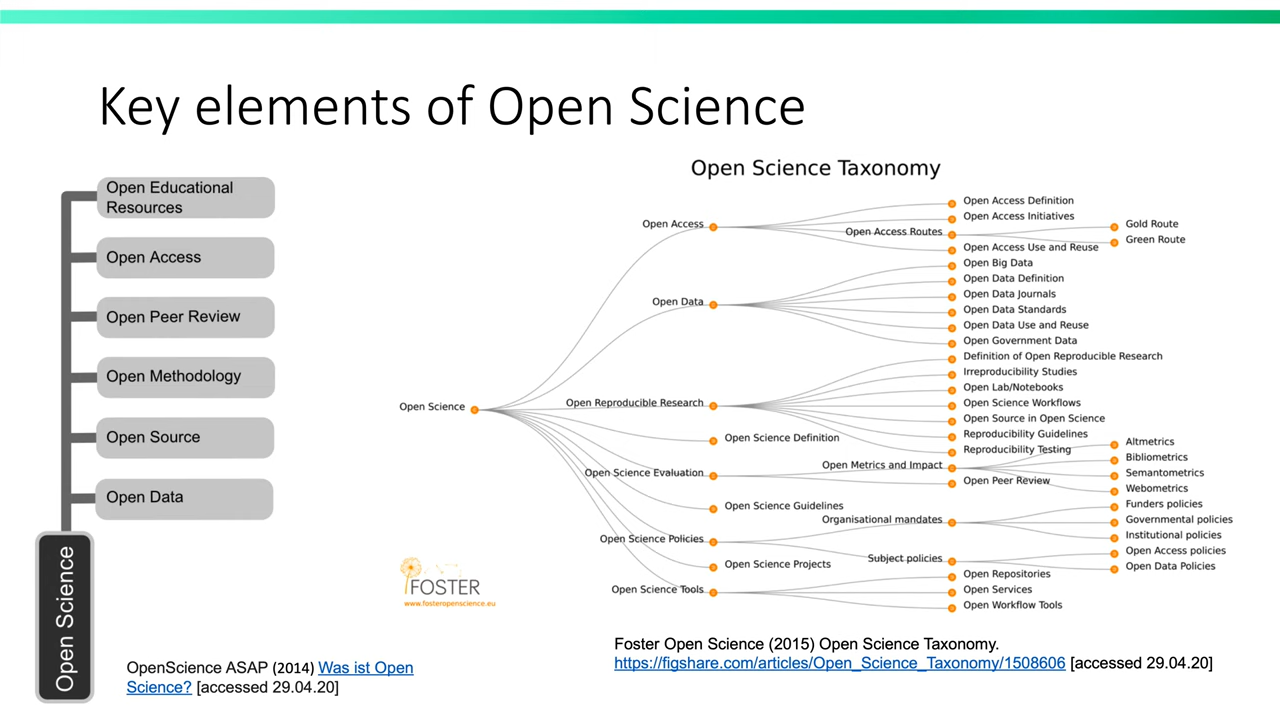 Key elements of Open Science
Open Educational
Resources
Open Access
Open Peer Review
Open Methodology
Open Source
Open Data
Open Science
OpenScience ASAP (2014) Was ist Open
Science? [accessed 29.04.20]
Open Science Taxonomy
Open Science
Open Access
Open Access Definition
Open Access Initiatives
Open Access Routes
Gold Route
Green Route
Open Access Use and Reuse
Open Data
Open Big Data
Open Data Definition
Open Data Journals
Open Data Standards
Open Data Use and Reuse
Open Government Data
Open Reproducible Research
Definition of Open Reproducible Research
Irreproducibility Studies
Open Lab/Notebooks
Open Science Workflows
Open Source in Open Science
Reproducibility Guidelines
Reproducibility Testing
Open Science Definition
Open Science Evaluation
Open Metrics and Impact
Altmetrics
Bibliometrics
Semantometrics
Webometrics
Open Peer Review
Open Science Guidelines
Open Science Policies
Organisational mandates
Funders policies
Governmental policies
Institutional policies
Subject policies
Open Access policies
Open Data Policies
Open Science Projects
Open Science Tools
Open Repositories
Open Services
Open Workflow Tools
FOSTER
www.fosteropenscience.eu
Foster Open Science (2015) Open Science Taxonomy.
https://figshare.com/articles/Open_Science_Taxonomy/1508606 [accessed 29.04.20]